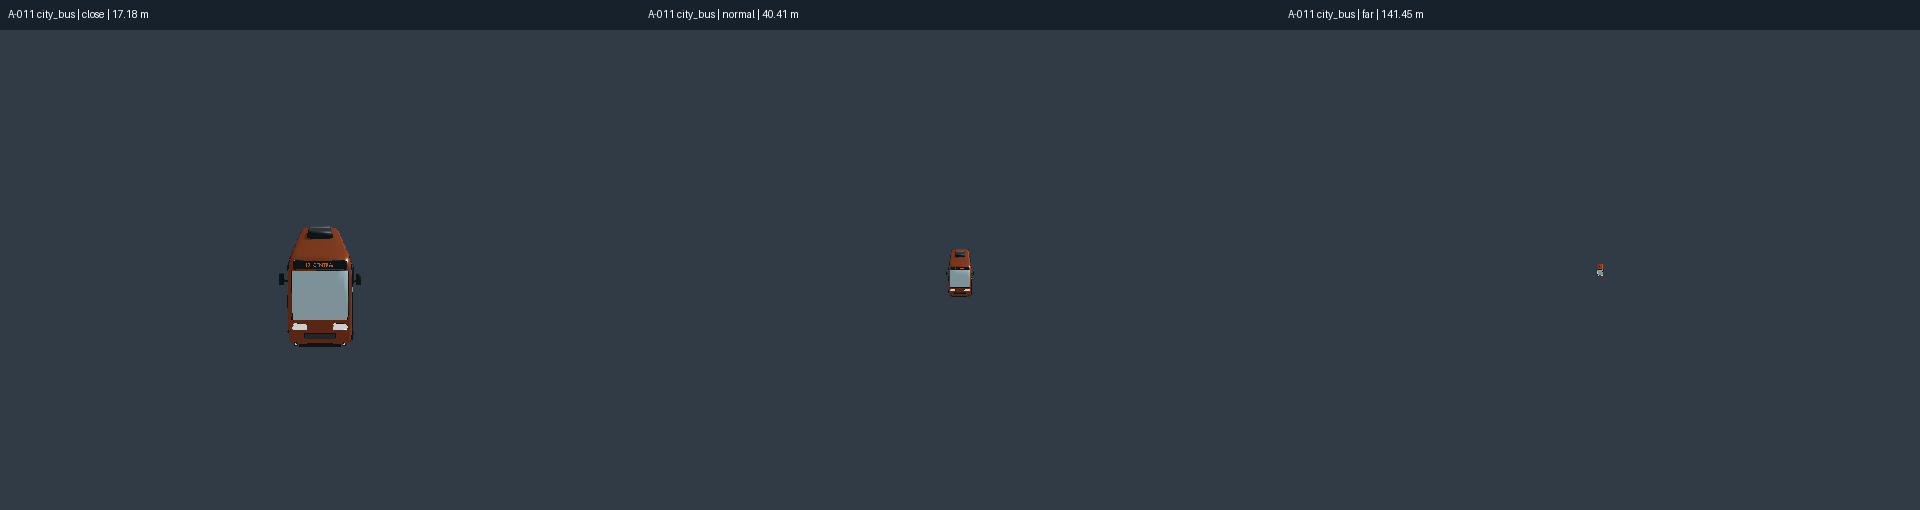 A-011 city_bus | close | 17.18 m
A-011 city_bus | normal | 40.41 m
A-011 city_bus | far | 141.45 m